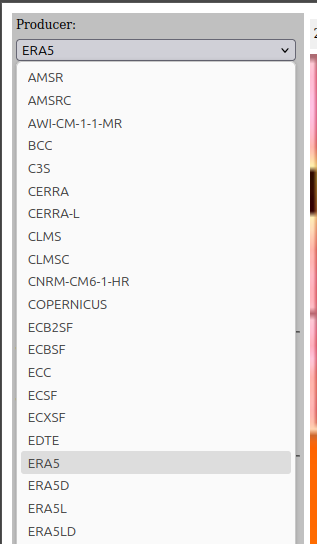 Producer:
ERA5
AMSR
AMSRC
AWI-CM-1-1-MR
BCC
C3S
CERRA
CERRA-L
CLMS
CLMSC
CNRM-CM6-1-HR
COPERNICUS
ECB2SF
ECBSF
ECC
ECSF
ECXSF
EDTE
ERA5
ERA5D
ERA5L
ERA5LD